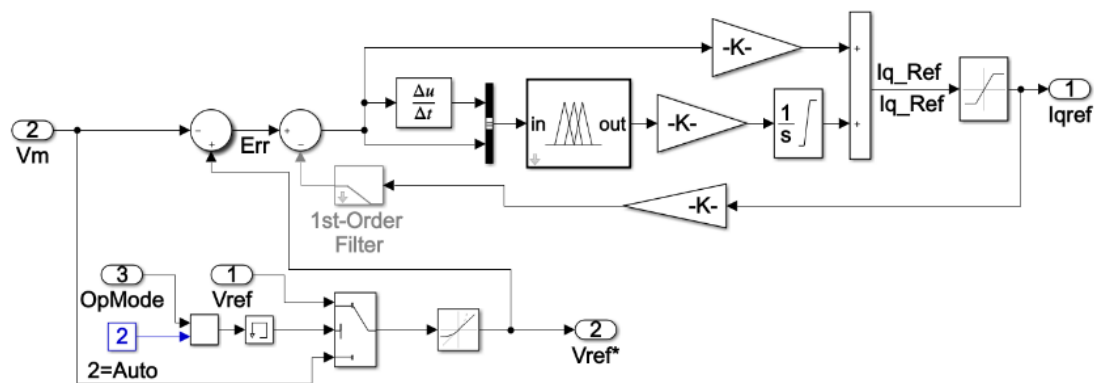 -K-
Δu
Δt
in
out
-K-
1
s
+
+
Iq_Ref
Iq_Ref
1
Iqref
2
Vm
-
+
Err
+
-
-K-
1st-Order
Filter
3
OpMode
1
Vref
2
2=Auto
2
Vref*